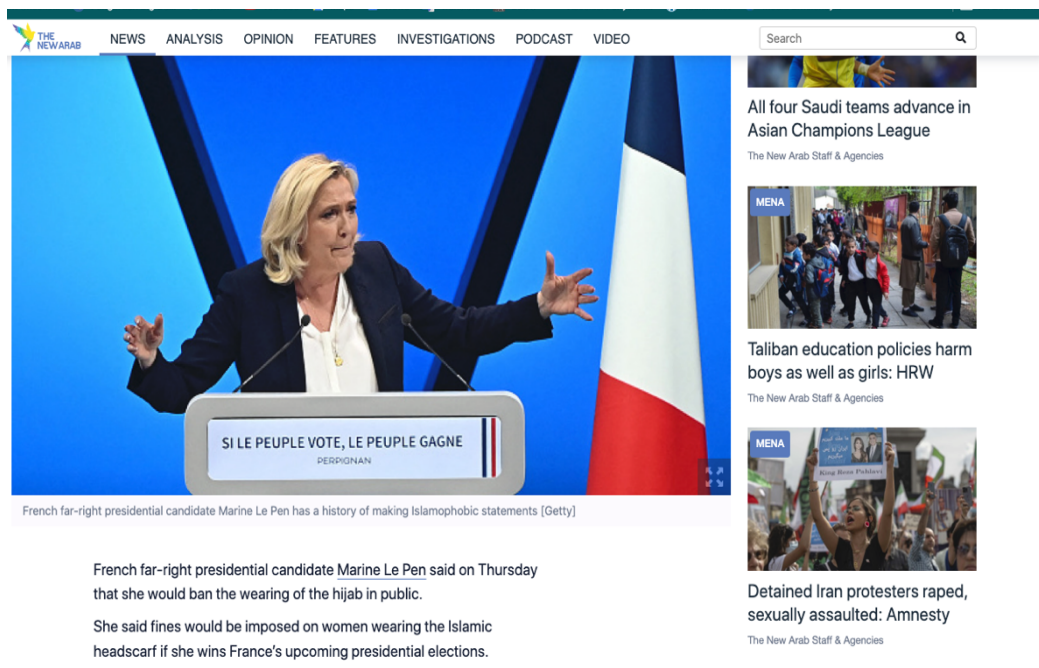 THE
NEW ARAB
NEWS ANALYSIS OPINION FEATURES INVESTIGATIONS PODCAST VIDEO
Search
SI LE PEUPLE VOTE, LE PEUPLE GAGNE
PERPIGNAN
French far-right presidential candidate Marine Le Pen has a history of making Islamophobic statements [Getty]
French far-right presidential candidate Marine Le Pen said on Thursday
that she would ban the wearing of the hijab in public.
She said fines would be imposed on women wearing the Islamic
headscarf if she wins France’s upcoming presidential elections.
All four Saudi teams advance in
Asian Champions League
The New Arab Staff & Agencies
MENA
Taliban education policies harm
boys as well as girls: HRW
The New Arab Staff & Agencies
MENA
King Reza Pahlavi
Detained Iran protesters raped,
sexually assaulted: Amnesty
The New Arab Staff & Agencies